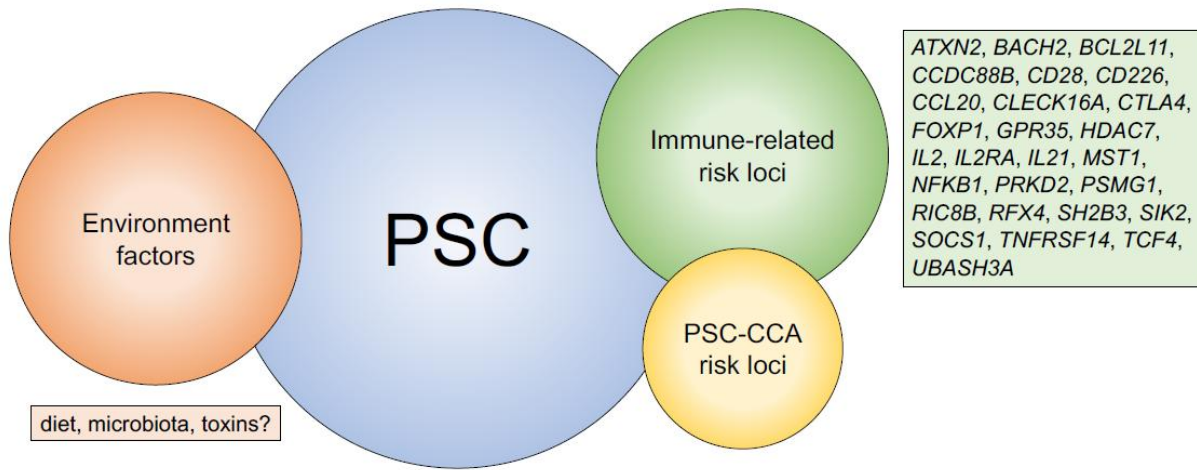 Environment
factors
diet, microbiota, toxins?
PSC
Immune-related
risk loci
PSC-CCA
risk loci
ATXN2, BACH2, BCL2L11,
CCDC88B, CD28, CD226,
CCL20, CLECK16A, CTLA4,
FOXP1, GPR35, HDAC7,
IL2, IL2RA, IL21, MST1,
NFKB1, PRKD2, PSMG1,
RIC8B, RFX4, SH2B3, SIK2,
SOCS1, TNFRSF14, TCF4,
UBASH3A